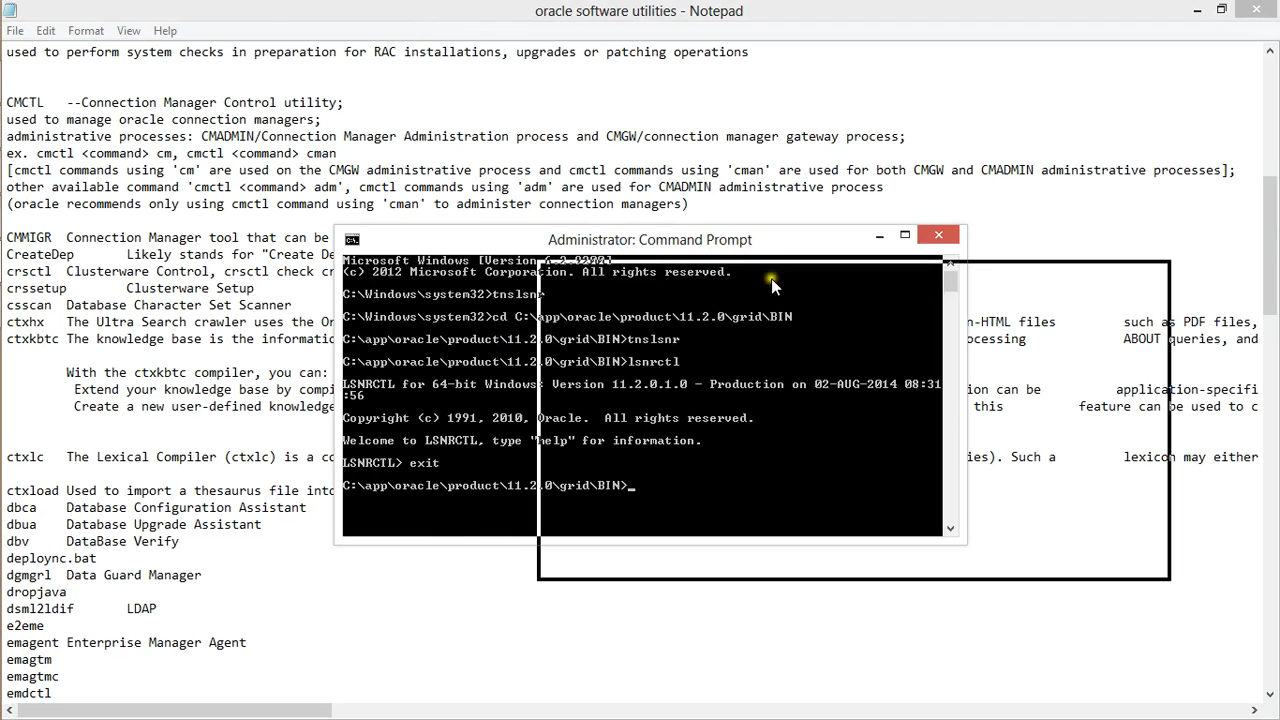 oracle software utilities - Notepad
File Edit Format View Help
used to perform system checks in preparation for RAC installations, upgrades or patching operations
CMCTL --Connection Manager Control utility;
used to manage oracle connection managers;
administrative processes: CMADMIN/Connection Manager Administration process and CMGW/connection manager gateway process;
ex. cmctl <command> cm, cmctl <command> cman
[cmctl commands using 'cm' are used on the CMGW administrative process and cmctl commands using 'cman' are used for both CMGW and CMADMIN administrative processes];
other available command 'cmctl <command> adm', cmctl commands using 'adm' are used for CMADMIN administrative process
(oracle recommends only using cmctl command using 'cman' to administer connection managers)
CMMIGR Connection Manager tool that can be
CreateDep Likely stands for "Create De
crsctl Clusterware Control, crsctl check cr
crssetup Clusterware Setup
csscan Database Character Set Scanner
ctxhx The Ultra Search crawler uses the Or
n-HTML files such as PDF files,
ctxkbtc The knowledge base is the informatio
ocessing ABOUT queries, and
With the ctxkbtc compiler, you can:
Extend your knowledge base by compi
ion can be application-specifi
Create a new user-defined knowledge
this feature can be used to c
ctxlc The Lexical Compiler (ctxlc) is a co
ies). Such a lexicon may either
ctxload Used to import a thesaurus file into
dbca Database Configuration Assistant
dbua Database Upgrade Assistant
dbv DataBase Verify
deploync.bat
dgmgrl Data Guard Manager
dropjava
dsml2ldif LDAP
e2eme
emagent Enterprise Manager Agent
emagtm
emagtmc
emdctl
Administrator: Command Prompt
Microsoft Windows [Version
(c) 2012 Microsoft Corporation. All rights reserved.
C:\Windows\system32>tnslsnr
C:\Windows\system32>cd C:\app\oracle\product\11.2.0\grid\BIN
C:\app\oracle\product\11.2.0\grid\BIN>tnslsnr
C:\app\oracle\product\11.2.0\grid\BIN>lsnrctl
LSNRCTL for 64-bit Windows: Version 11.2.0.1.0 - Production on 02-AUG-2014 08:31
:56
Copyright (c) 1991, 2010, Oracle. All rights reserved.
Welcome to LSNRCTL, type "help" for information.
LSNRCTL> exit
C:\app\oracle\product\11.2.0\grid\BIN>_